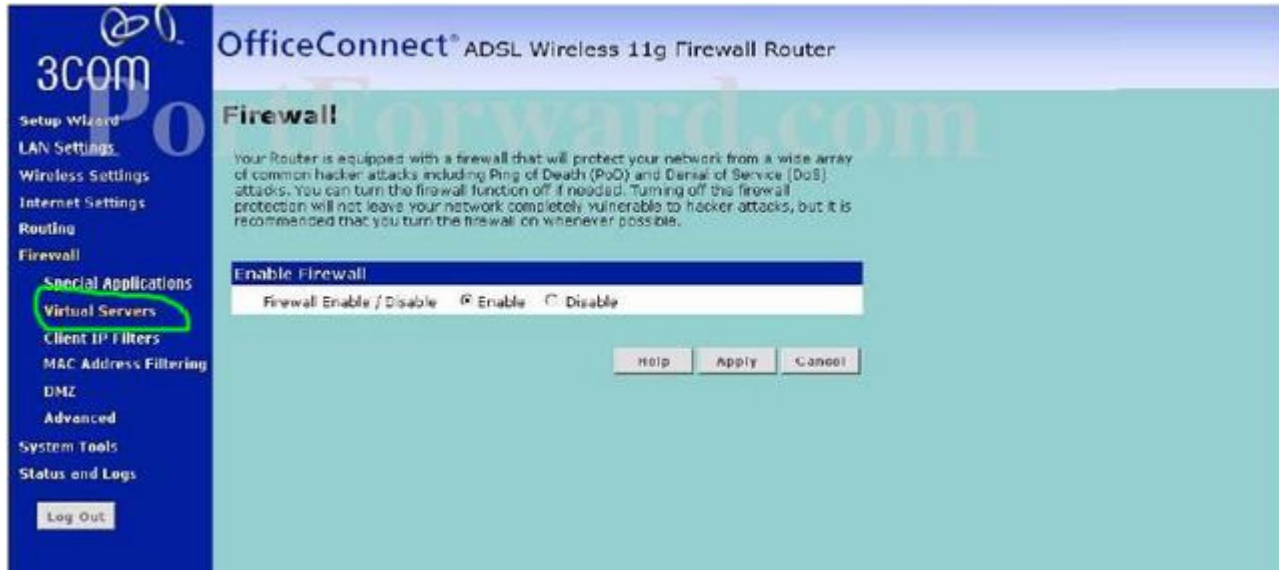 3COM
OfficeConnect® ADSL Wireless 11g Firewall Router
PortForward.com
Setup Wizard
LAN Settings
Wireless Settings
Internet Settings
Routing
Firewall
Special Applications
Virtual Servers
Client IP Filters
MAC Address Filtering
DMZ
Advanced
System Tools
Status and Logs
Log Out
Firewall
Your Router is equipped with a firewall that will protect your network from a wide array
of common hacker attacks including Ping of Death (PoD) and Denial of Service (DoS)
attacks. You can turn the firewall function off if needed. Turning off the firewall
protection will not leave your network completely vulnerable to hacker attacks, but it is
recommended that you turn the firewall on whenever possible.
Enable Firewall
Firewall Enable / Disable Enable Disable
Help Apply Cancel